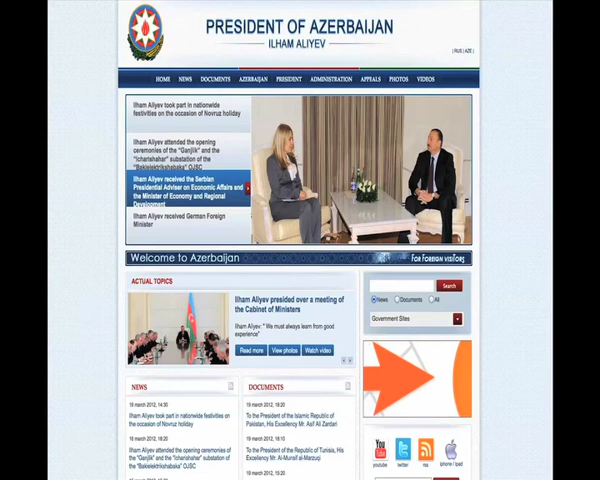 PRESIDENT OF AZERBAIJAN
ILHAM ALIYEV
| RUS | AZE |
HOME NEWS DOCUMENTS AZERBAIJAN PRESIDENT ADMINISTRATION APPEALS PHOTOS VIDEOS
Ilham Aliyev took part in nationwide
festivities on the occasion of Novruz holiday
Ilham Aliyev attended the opening
ceremonies of the "Ganjlik" and the
"Icharishahar" substation of the
"Bakielektrikshabaka" OJSC
Ilham Aliyev received the Serbian
Presidential Adviser on Economic Affairs and
the Minister of Economy and Regional
Development
Ilham Aliyev received German Foreign
Minister
Welcome to Azerbaijan
FOR FOREIGN VISITORS
ACTUAL TOPICS
Ilham Aliyev presided over a meeting of
the Cabinet of Ministers
Ilham Aliyev: " We must always learn from good
experience"
Read more View photos Watch video
Search
News Documents All
Government Sites
NEWS
18 march 2012, 14:50
Ilham Aliyev took part in nationwide festivities on
the occasion of Novruz holiday
18 march 2012, 18:20
Ilham Aliyev attended the opening ceremonies of
the "Ganjlik" and the "Icharishahar" substation of
the "Bakielektrikshabaka" OJSC
DOCUMENTS
19 march 2012, 18:20
To the President of the Islamic Republic of
Pakistan, His Excellency Mr. Asif Ali Zardari
19 march 2012, 18:10
To the President of the Republic of Tunisia, His
Excellency Mr. Al-Munsif al-Marzuqi
19 march 2012, 15:20
You Tube
youtube
twitter
rss
iphone / ipad
Search